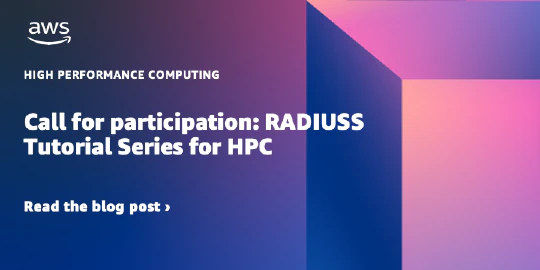 aws
HIGH PERFORMANCE COMPUTING
Call for participation: RADIUSS
Tutorial Series for HPC
Read the blog post ›